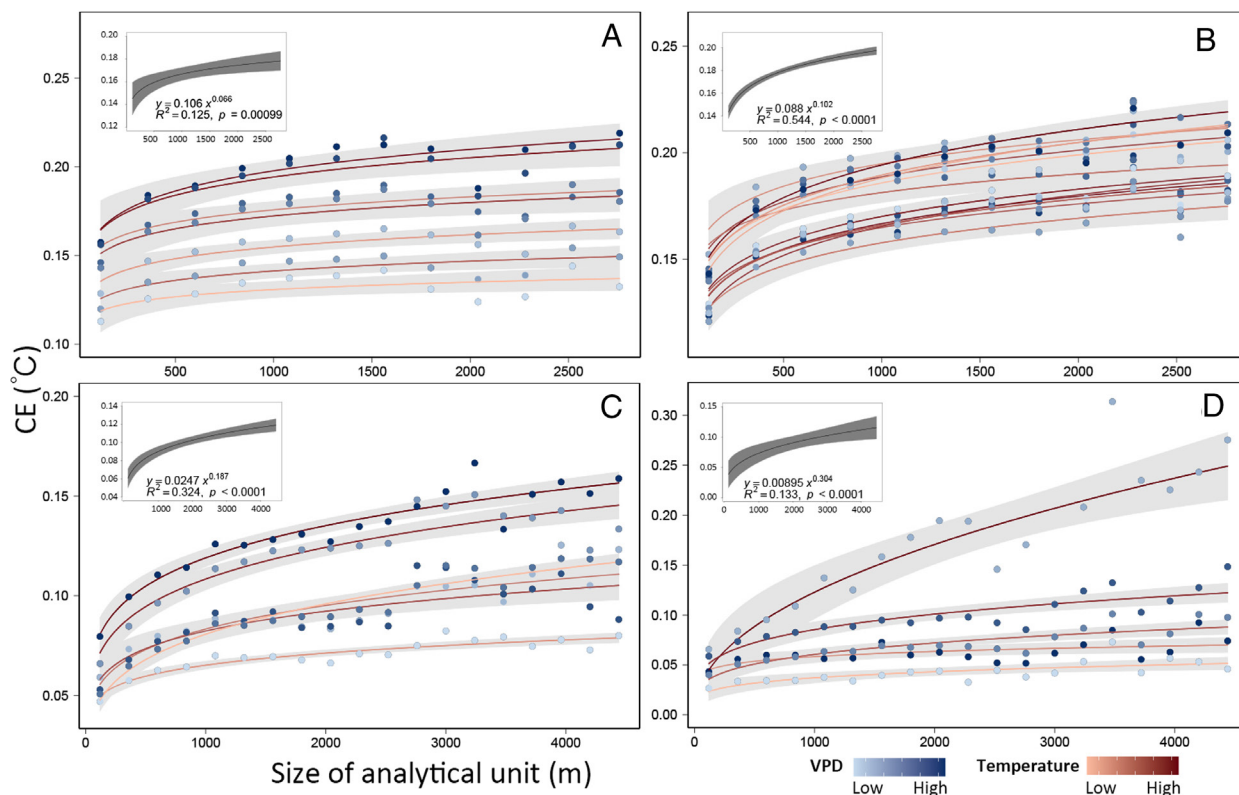 A
0.25
0.20
0.15
0.10
500
1000
1500
2000
2500
0.20
0.18
0.16
0.14
0.12
500 1000 1500 2000 2500
y = 0.106 x^0.066
R² = 0.125, p = 0.00099
B
0.25
0.20
0.15
0.10
500
1000
1500
2000
2500
0.20
0.18
0.16
0.14
500 1000 1500 2000 2500
y = 0.088 x^0.102
R² = 0.544, p < 0.0001
CE (°C)
C
0.20
0.15
0.10
0.05
0
1000
2000
3000
4000
0.14
0.12
0.10
0.08
0.06
0.04
1000 2000 3000 4000
y = 0.0247 x^0.187
R² = 0.324, p < 0.0001
D
0.30
0.25
0.20
0.15
0.10
0.05
0.00
0
1000
2000
3000
4000
0.15
0.10
0.05
0.00
0 1000 2000 3000 4000
y = 0.00895 x^0.304
R² = 0.133, p < 0.0001
Size of analytical unit (m)
VPD
Low High
Temperature
Low High